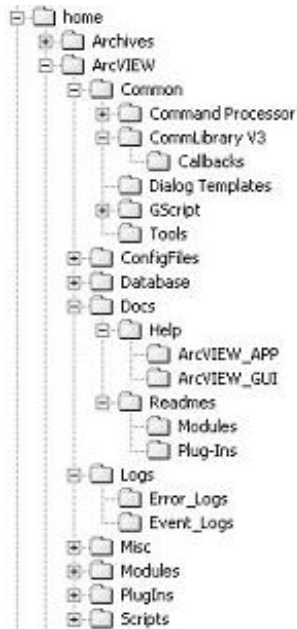 home
Archives
ArcVIEW
Common
Command Processor
CommLibrary V3
Callbacks
Dialog Templates
GScript
Tools
ConfigFiles
Database
Docs
Help
ArcVIEW_APP
ArcVIEW_GUI
Readmes
Modules
Plug-Ins
Logs
Error_Logs
Event_Logs
Misc
Modules
PlugIns
Scripts